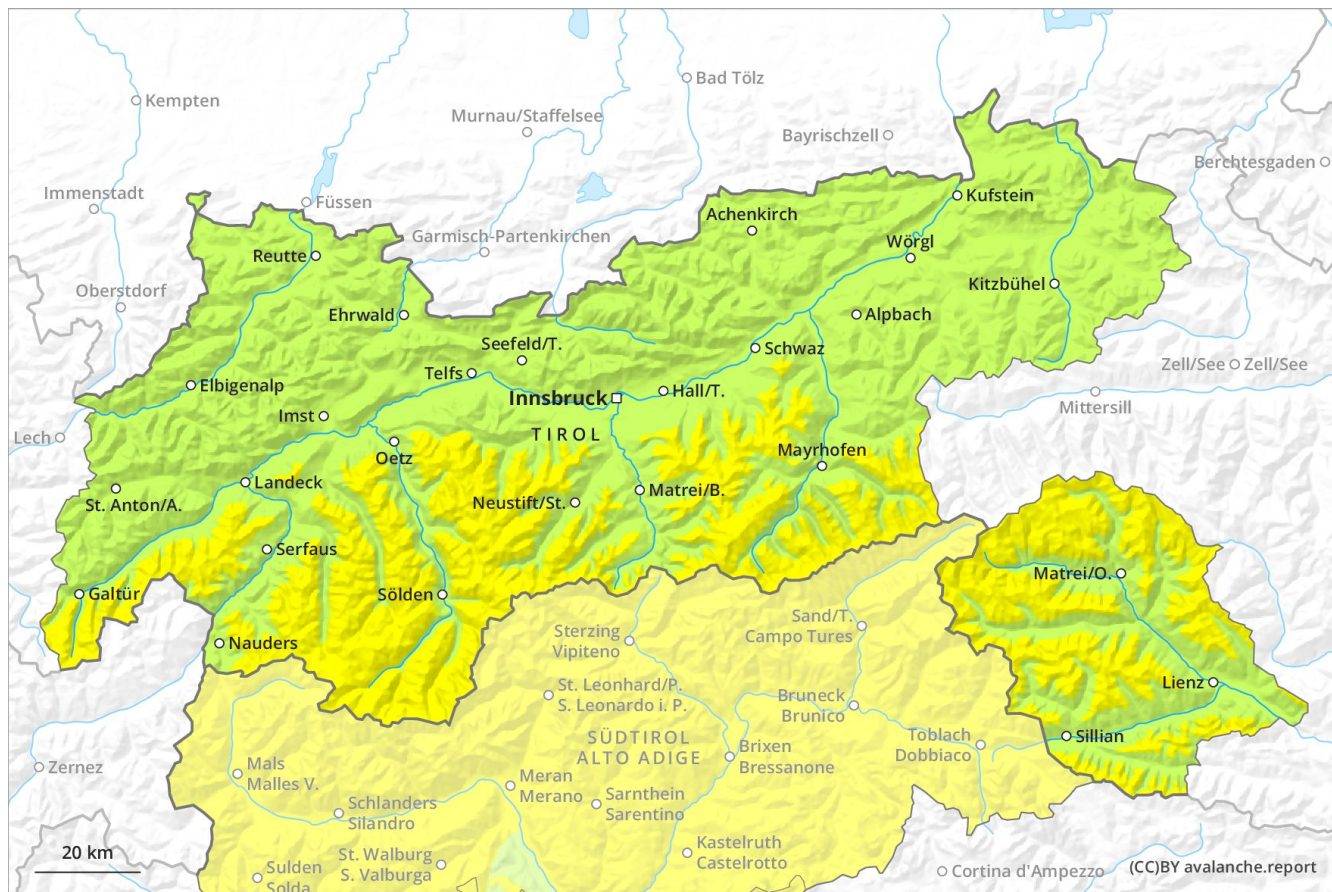 Kempten
Bad Tölz
Murnau/Staffelsee
Bayrischzell
Berchtesgaden
Immenstadt
Füssen
Kufstein
Achenkirch
Garmisch-Partenkirchen
Wörgl
Reutte
Oberstdorf
Kitzbühel
Ehrwald
Alpbach
Seefeld/T.
Schwaz
Telfs
Zell/See
Zell/See
Elbigenalp
Innsbruck
Hall/T.
Mittersill
Imst
Lech
TIROL
Oetz
Mayrhofen
Landeck
St. Anton/A.
Neustift/St.
Matrei/B.
Serfaus
Matrei/O.
Galtür
Sölden
Sand/T.
Campo Tures
Sterzing
Vipiteno
Nauders
Lienz
St. Leonhard/P.
S. Leonardo i. P.
Bruneck
Brunico
SÜDTIROL
ALTO ADIGE
Toblach
Dobbiaco
Sillian
Brixen
Bressanone
Zernez
Mals
Malles V.
Meran
Merano
Sarnthein
Sarentino
Schlanders
Silandro
20 km
St. Walburg
S. Valburga
Kastelruth
Castelrotto
Sulden
Solda
Cortina d'Ampezzo
(CC)BY avalanche.report